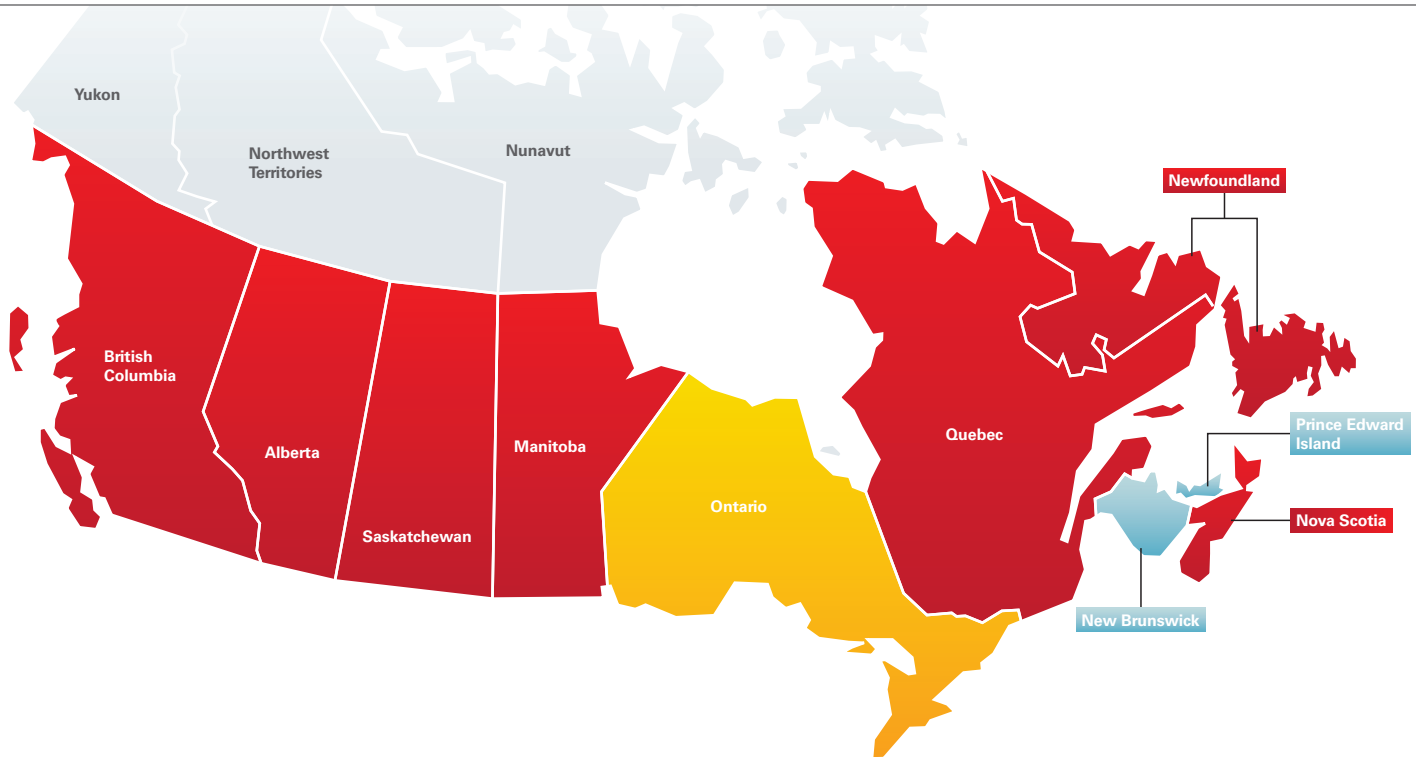 Yukon
Northwest
Territories
Nunavut
Newfoundland
British
Columbia
Alberta
Saskatchewan
Manitoba
Ontario
Quebec
Prince Edward
Island
Nova Scotia
New Brunswick